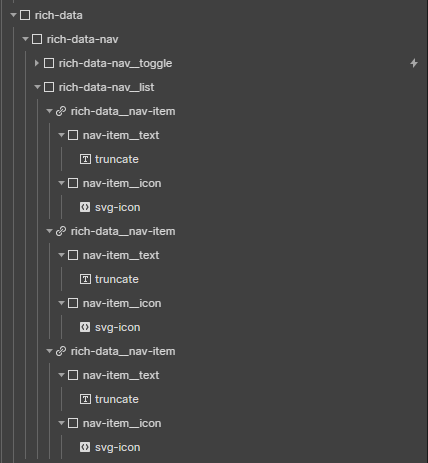 rich-data
rich-data-nav
rich-data-nav__toggle
rich-data-nav__list
rich-data__nav-item
nav-item__text
truncate
nav-item__icon
svg-icon
rich-data__nav-item
nav-item__text
truncate
nav-item__icon
svg-icon
rich-data__nav-item
nav-item__text
truncate
nav-item__icon
svg-icon